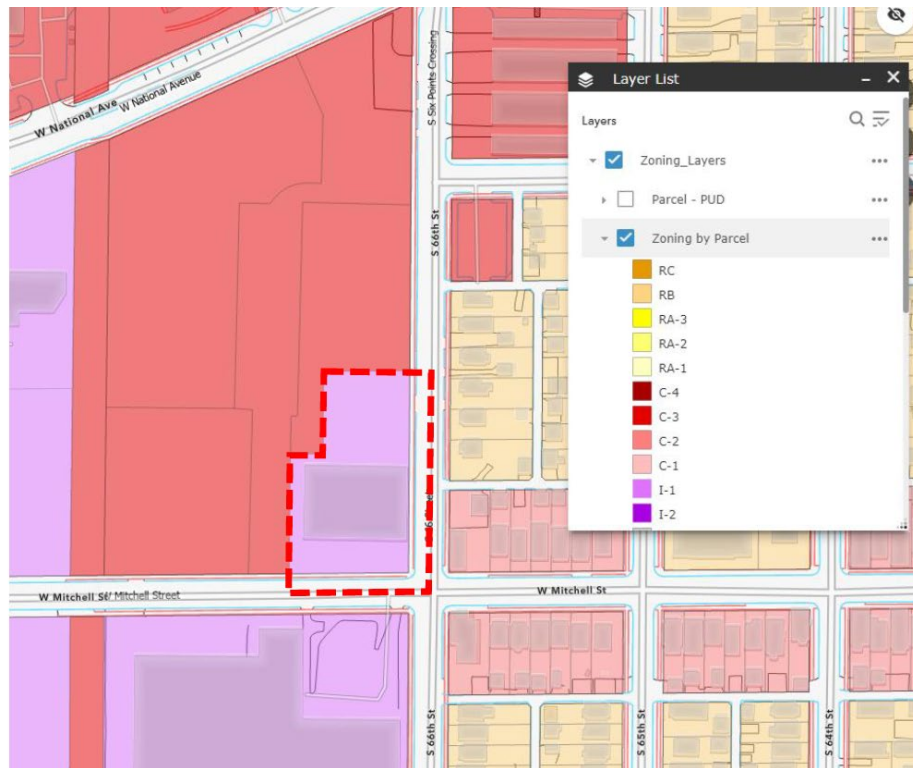 W National Ave
W National Avenue
S Six Points Crossing
S 66th St
Layer List
Layers
Zoning_Layers
Parcel - PUD
Zoning by Parcel
RC
RB
RA-3
RA-2
RA-1
C-4
C-3
C-2
C-1
I-1
I-2
W Mitchell St
W Mitchell Street
W Mitchell St
S 66th St
S 65th St
S 64th St